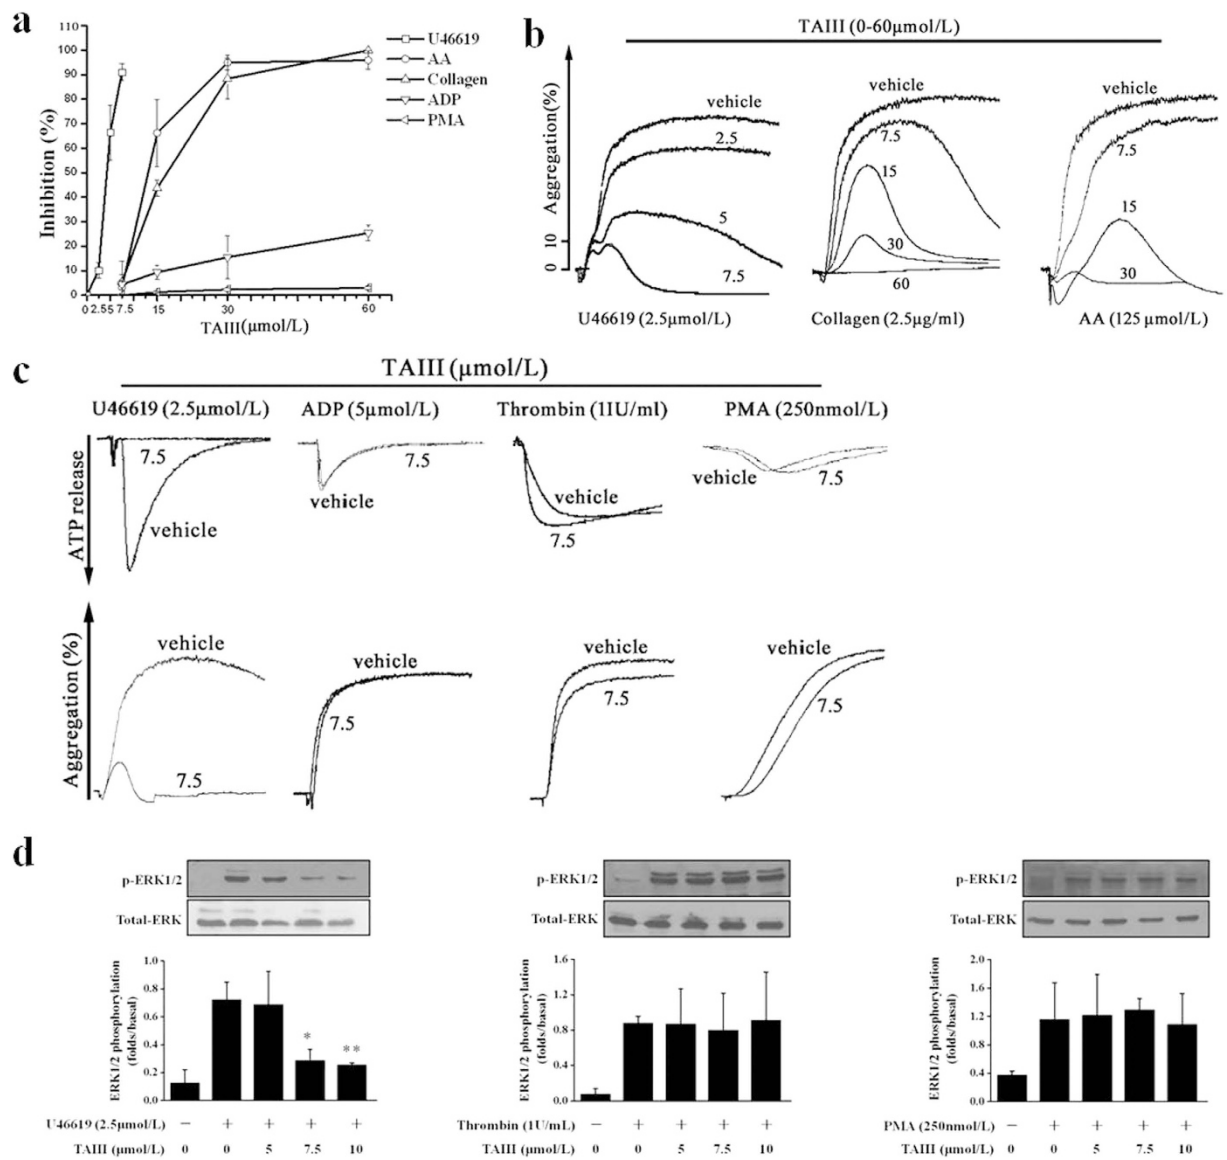 a
110
100
90
80
70
60
50
40
30
20
10
0
Inhibition (%)
0 2.5 5 7.5 15 30 60
TAIII(μmol/L)
U46619
AA
Collagen
ADP
PMA
b
TAIII (0-60μmol/L)
Aggregation(%)
10
0
vehicle
2.5
5
7.5
U46619 (2.5μmol/L)
vehicle
7.5
15
30
60
Collagen (2.5μg/ml)
vehicle
7.5
15
30
AA (125 μmol/L)
c
TAIII (μmol/L)
U46619 (2.5μmol/L) ADP (5μmol/L) Thrombin (1IU/ml) PMA (250nmol/L)
ATP release
7.5
vehicle
7.5
vehicle
vehicle
7.5
vehicle
7.5
Aggregation (%)
vehicle
7.5
vehicle
7.5
vehicle
7.5
vehicle
7.5
d
p-ERK1/2
Total-ERK
ERK1/2 phosphorylation
(folds/basal)
1.0
0.8
0.6
0.4
0.2
0.0
*
**
U46619 (2.5μmol/L) − + + + +
TAIII (μmol/L) 0 0 5 7.5 10
p-ERK1/2
Total-ERK
ERK1/2 phosphorylation
(folds/basal)
1.6
1.2
0.8
0.4
0.0
Thrombin (1U/mL) − + + + +
TAIII (μmol/L) 0 0 5 7.5 10
p-ERK1/2
Total-ERK
ERK1/2 phosphorylation
(folds/basal)
2.0
1.6
1.2
0.8
0.4
0.0
PMA (250nmol/L) − + + + +
TAIII (μmol/L) 0 0 5 7.5 10